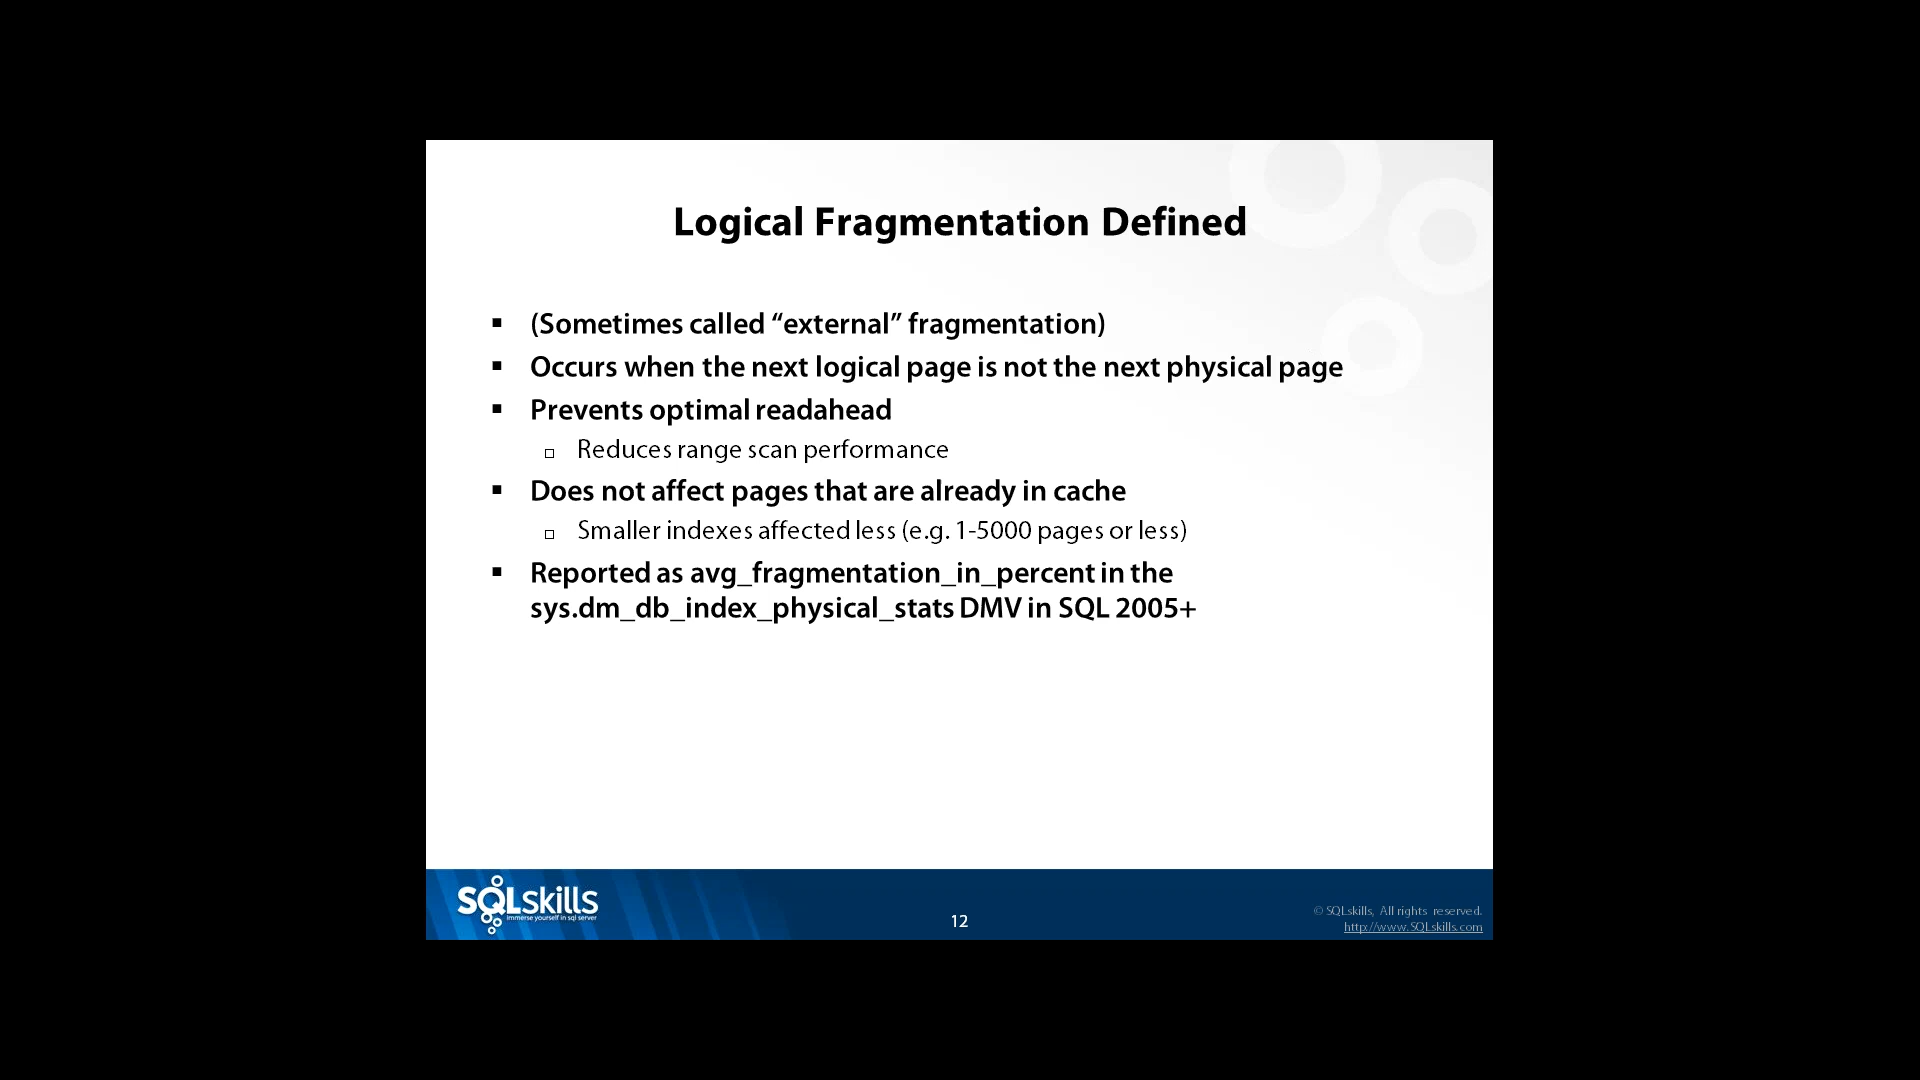 Logical Fragmentation Defined
▪ (Sometimes called “external” fragmentation)
▪ Occurs when the next logical page is not the next physical page
▪ Prevents optimal readahead
□ Reduces range scan performance
▪ Does not affect pages that are already in cache
□ Smaller indexes affected less (e.g. 1-5000 pages or less)
▪ Reported as avg_fragmentation_in_percent in the
sys.dm_db_index_physical_stats DMV in SQL 2005+
SQLskills
immerse yourself in sql server
12
© SQLskills, All rights reserved.
http://www.SQLskills.com